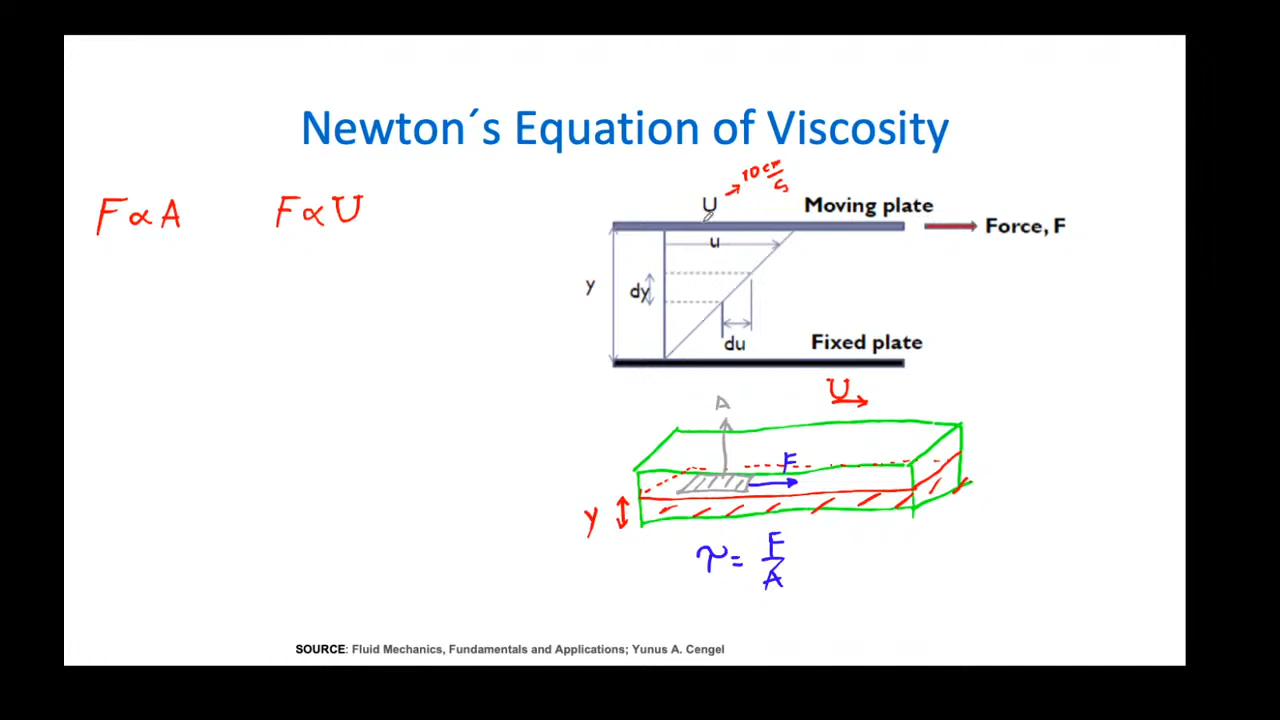 Newton´s Equation of Viscosity
F∝A
F∝U
U
→ 10 cm/s
Moving plate
Force, F
u
y
dy
du
Fixed plate
U
A
F
y
τ = F/A
SOURCE: Fluid Mechanics, Fundamentals and Applications; Yunus A. Cengel